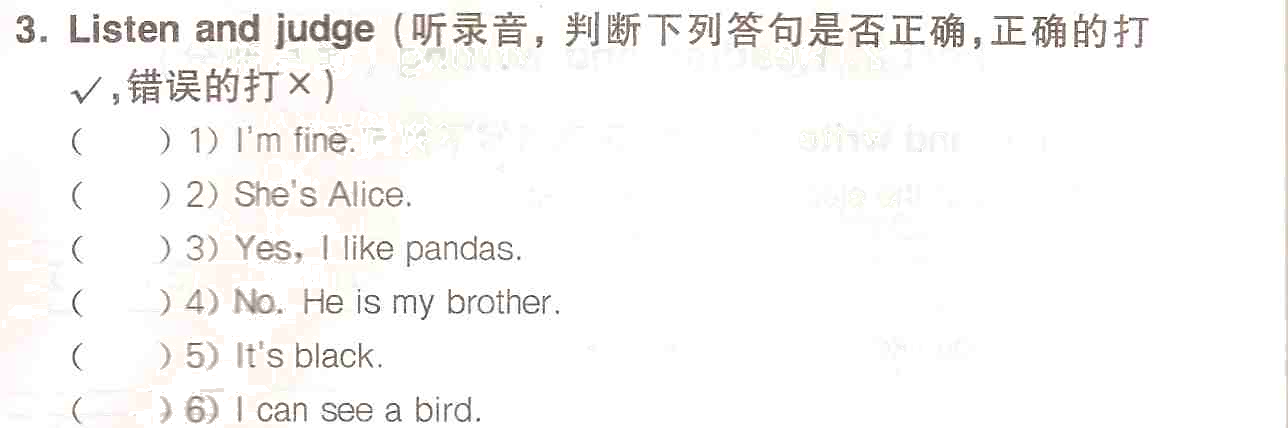 3. Listen and judge (听录音，判断下列答句是否正确,正确的打
✓,错误的打×)
(    ) 1) I'm fine.
(    ) 2) She's Alice.
(    ) 3) Yes, I like pandas.
(    ) 4) No. He is my brother.
(    ) 5) It's black.
(    ) 6) I can see a bird.